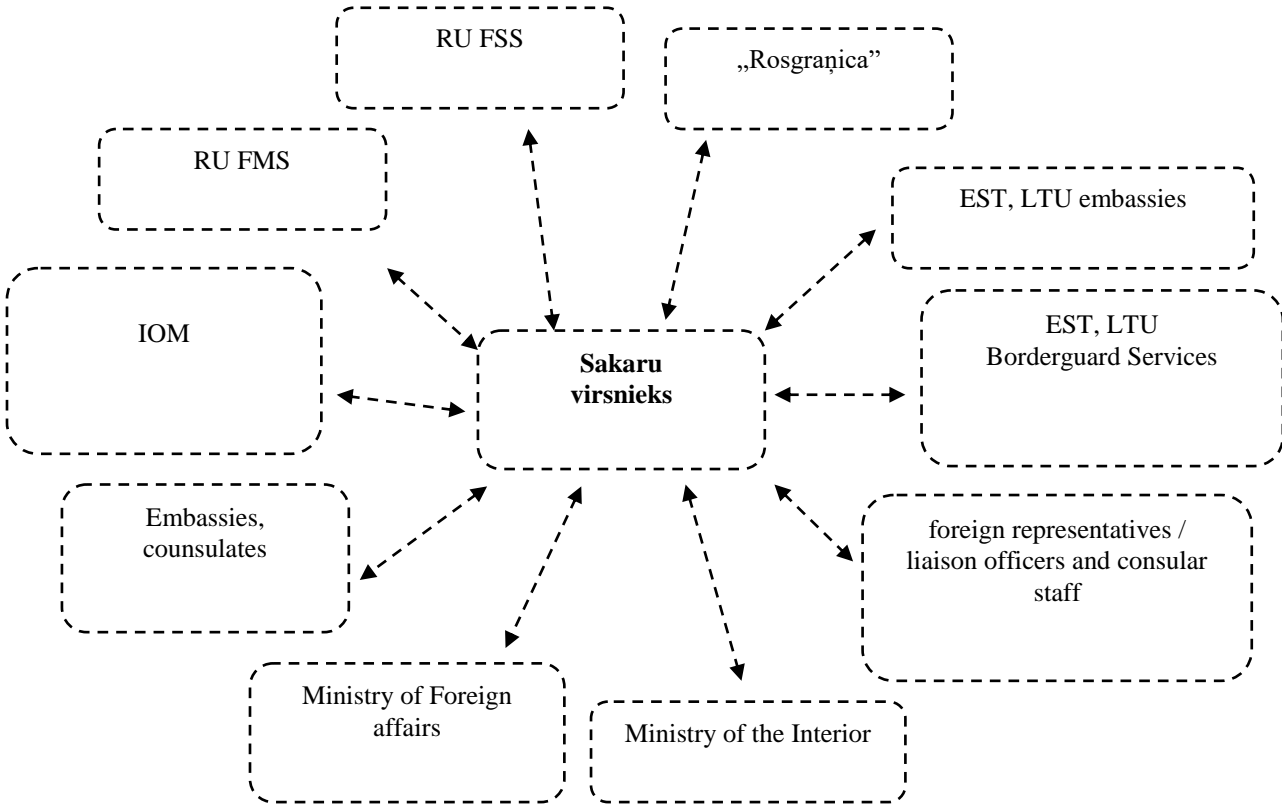 RU FSS
„Rosgraņica”
RU FMS
EST, LTU embassies
IOM
EST, LTU
Borderguard Services
Sakaru
virsnieks
Embassies,
counsulates
foreign representatives /
liaison officers and consular
staff
Ministry of Foreign
affairs
Ministry of the Interior